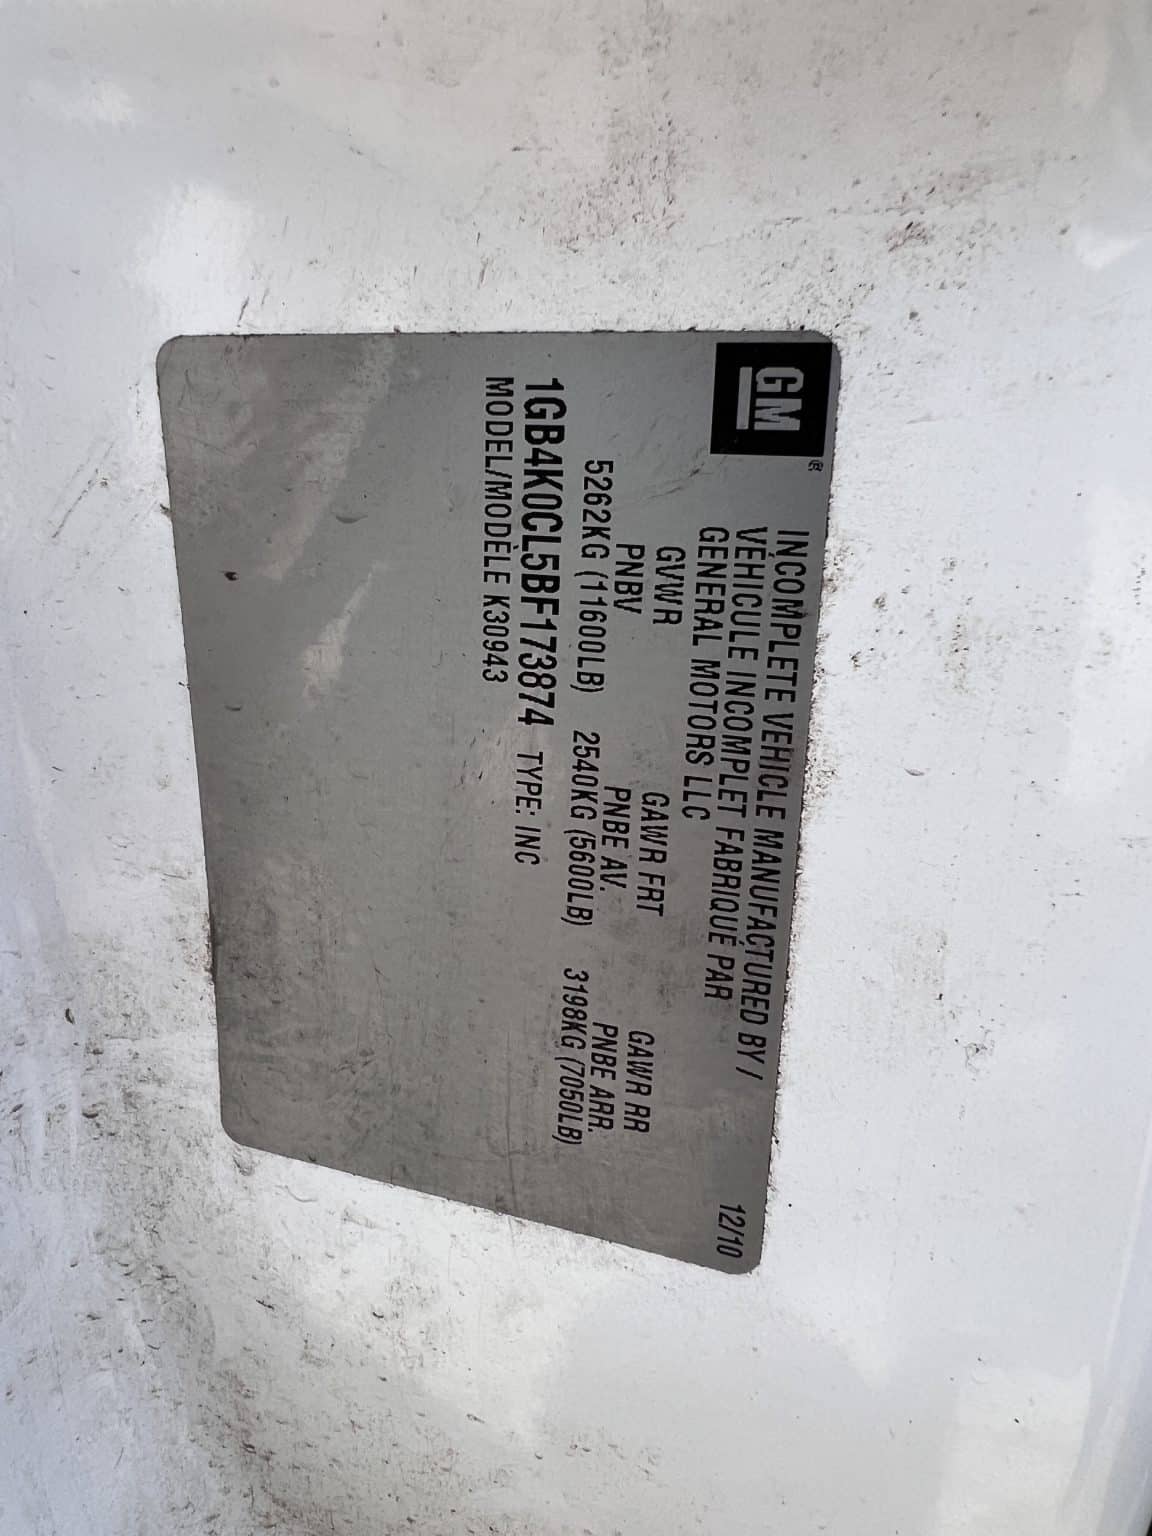 GM ®
INCOMPLETE VEHICLE MANUFACTURED BY /
VÉHICULE INCOMPLET FABRIQUÉ PAR
GENERAL MOTORS LLC
12/10
GVWR GAWR FRT GAWR RR
PNBV PNBE AV. PNBE ARR.
5262KG (11600LB) 2540KG (5600LB) 3198KG (7050LB)
1GB4K0CL5BF173874 TYPE: INC
MODEL/MODÈLE K30943